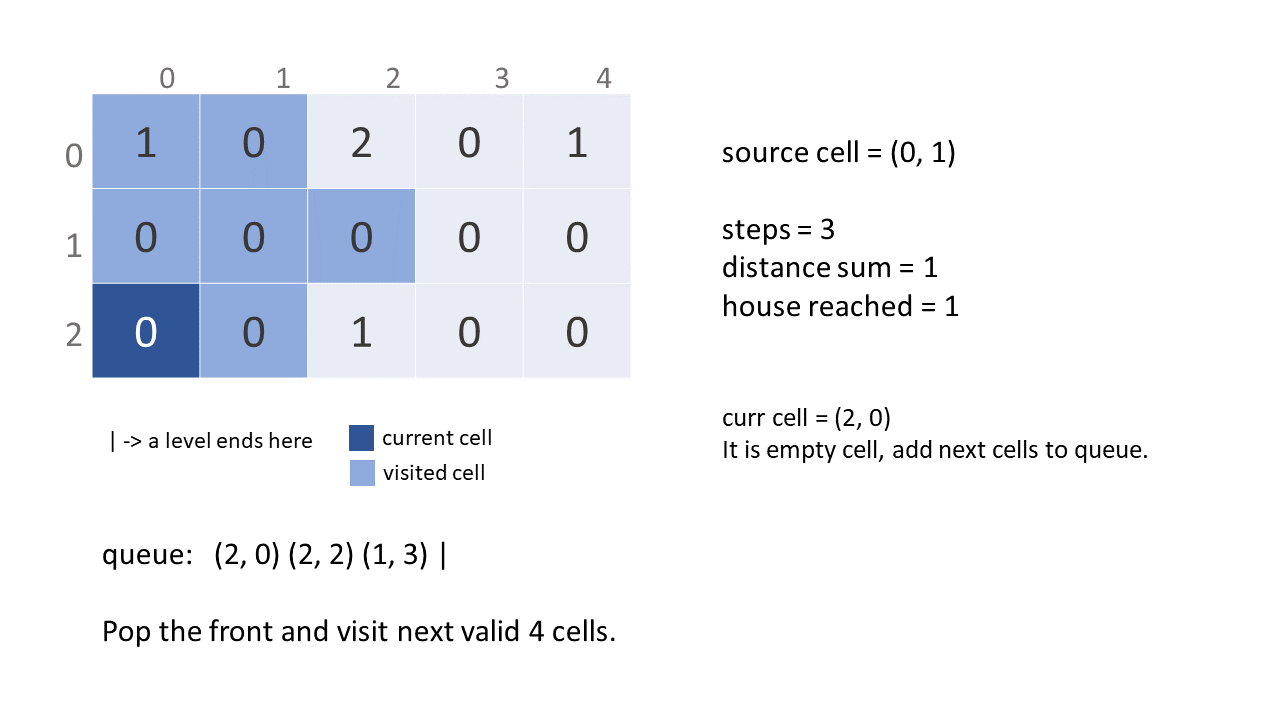 0 1 2 3 4
0 1 0 2 0 1
1 0 0 0 0 0
2 0 0 1 0 0
source cell = (0, 1)
steps = 3
distance sum = 1
house reached = 1
curr cell = (2, 0)
It is empty cell, add next cells to queue.
| -> a level ends here
current cell
visited cell
queue: (2, 0) (2, 2) (1, 3) |
Pop the front and visit next valid 4 cells.